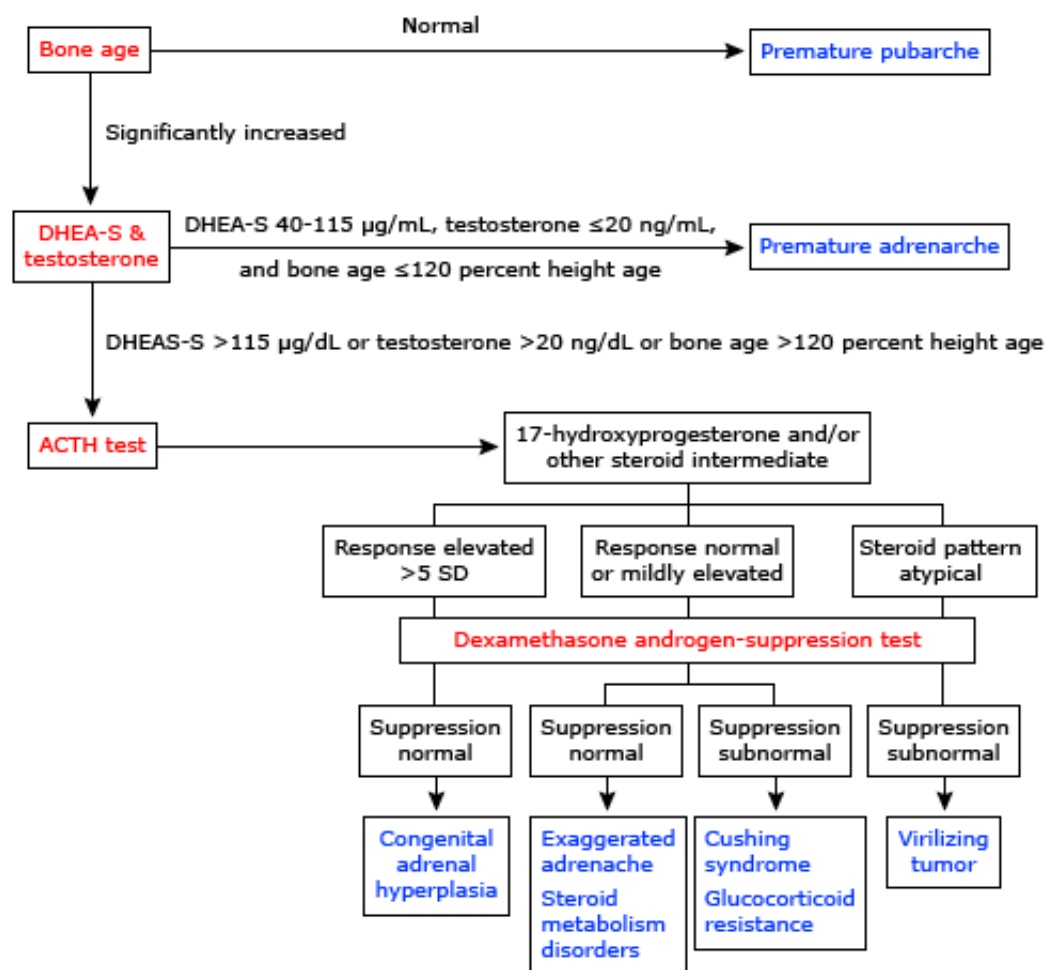 Normal
Bone age
Premature pubarche
Significantly increased
DHEA-S &
testosterone
DHEA-S 40-115 µg/mL, testosterone ≤20 ng/mL,
and bone age ≤120 percent height age
Premature adrenarche
DHEAS-S >115 µg/dL or testosterone >20 ng/dL or bone age >120 percent height age
ACTH test
17-hydroxyprogesterone and/or
other steroid intermediate
Response elevated
>5 SD
Response normal
or mildly elevated
Steroid pattern
atypical
Dexamethasone androgen-suppression test
Suppression
normal
Suppression
normal
Suppression
subnormal
Suppression
subnormal
Congenital
adrenal
hyperplasia
Exaggerated
adrenache
Steroid
metabolism
disorders
Cushing
syndrome
Glucocorticoid
resistance
Virilizing
tumor